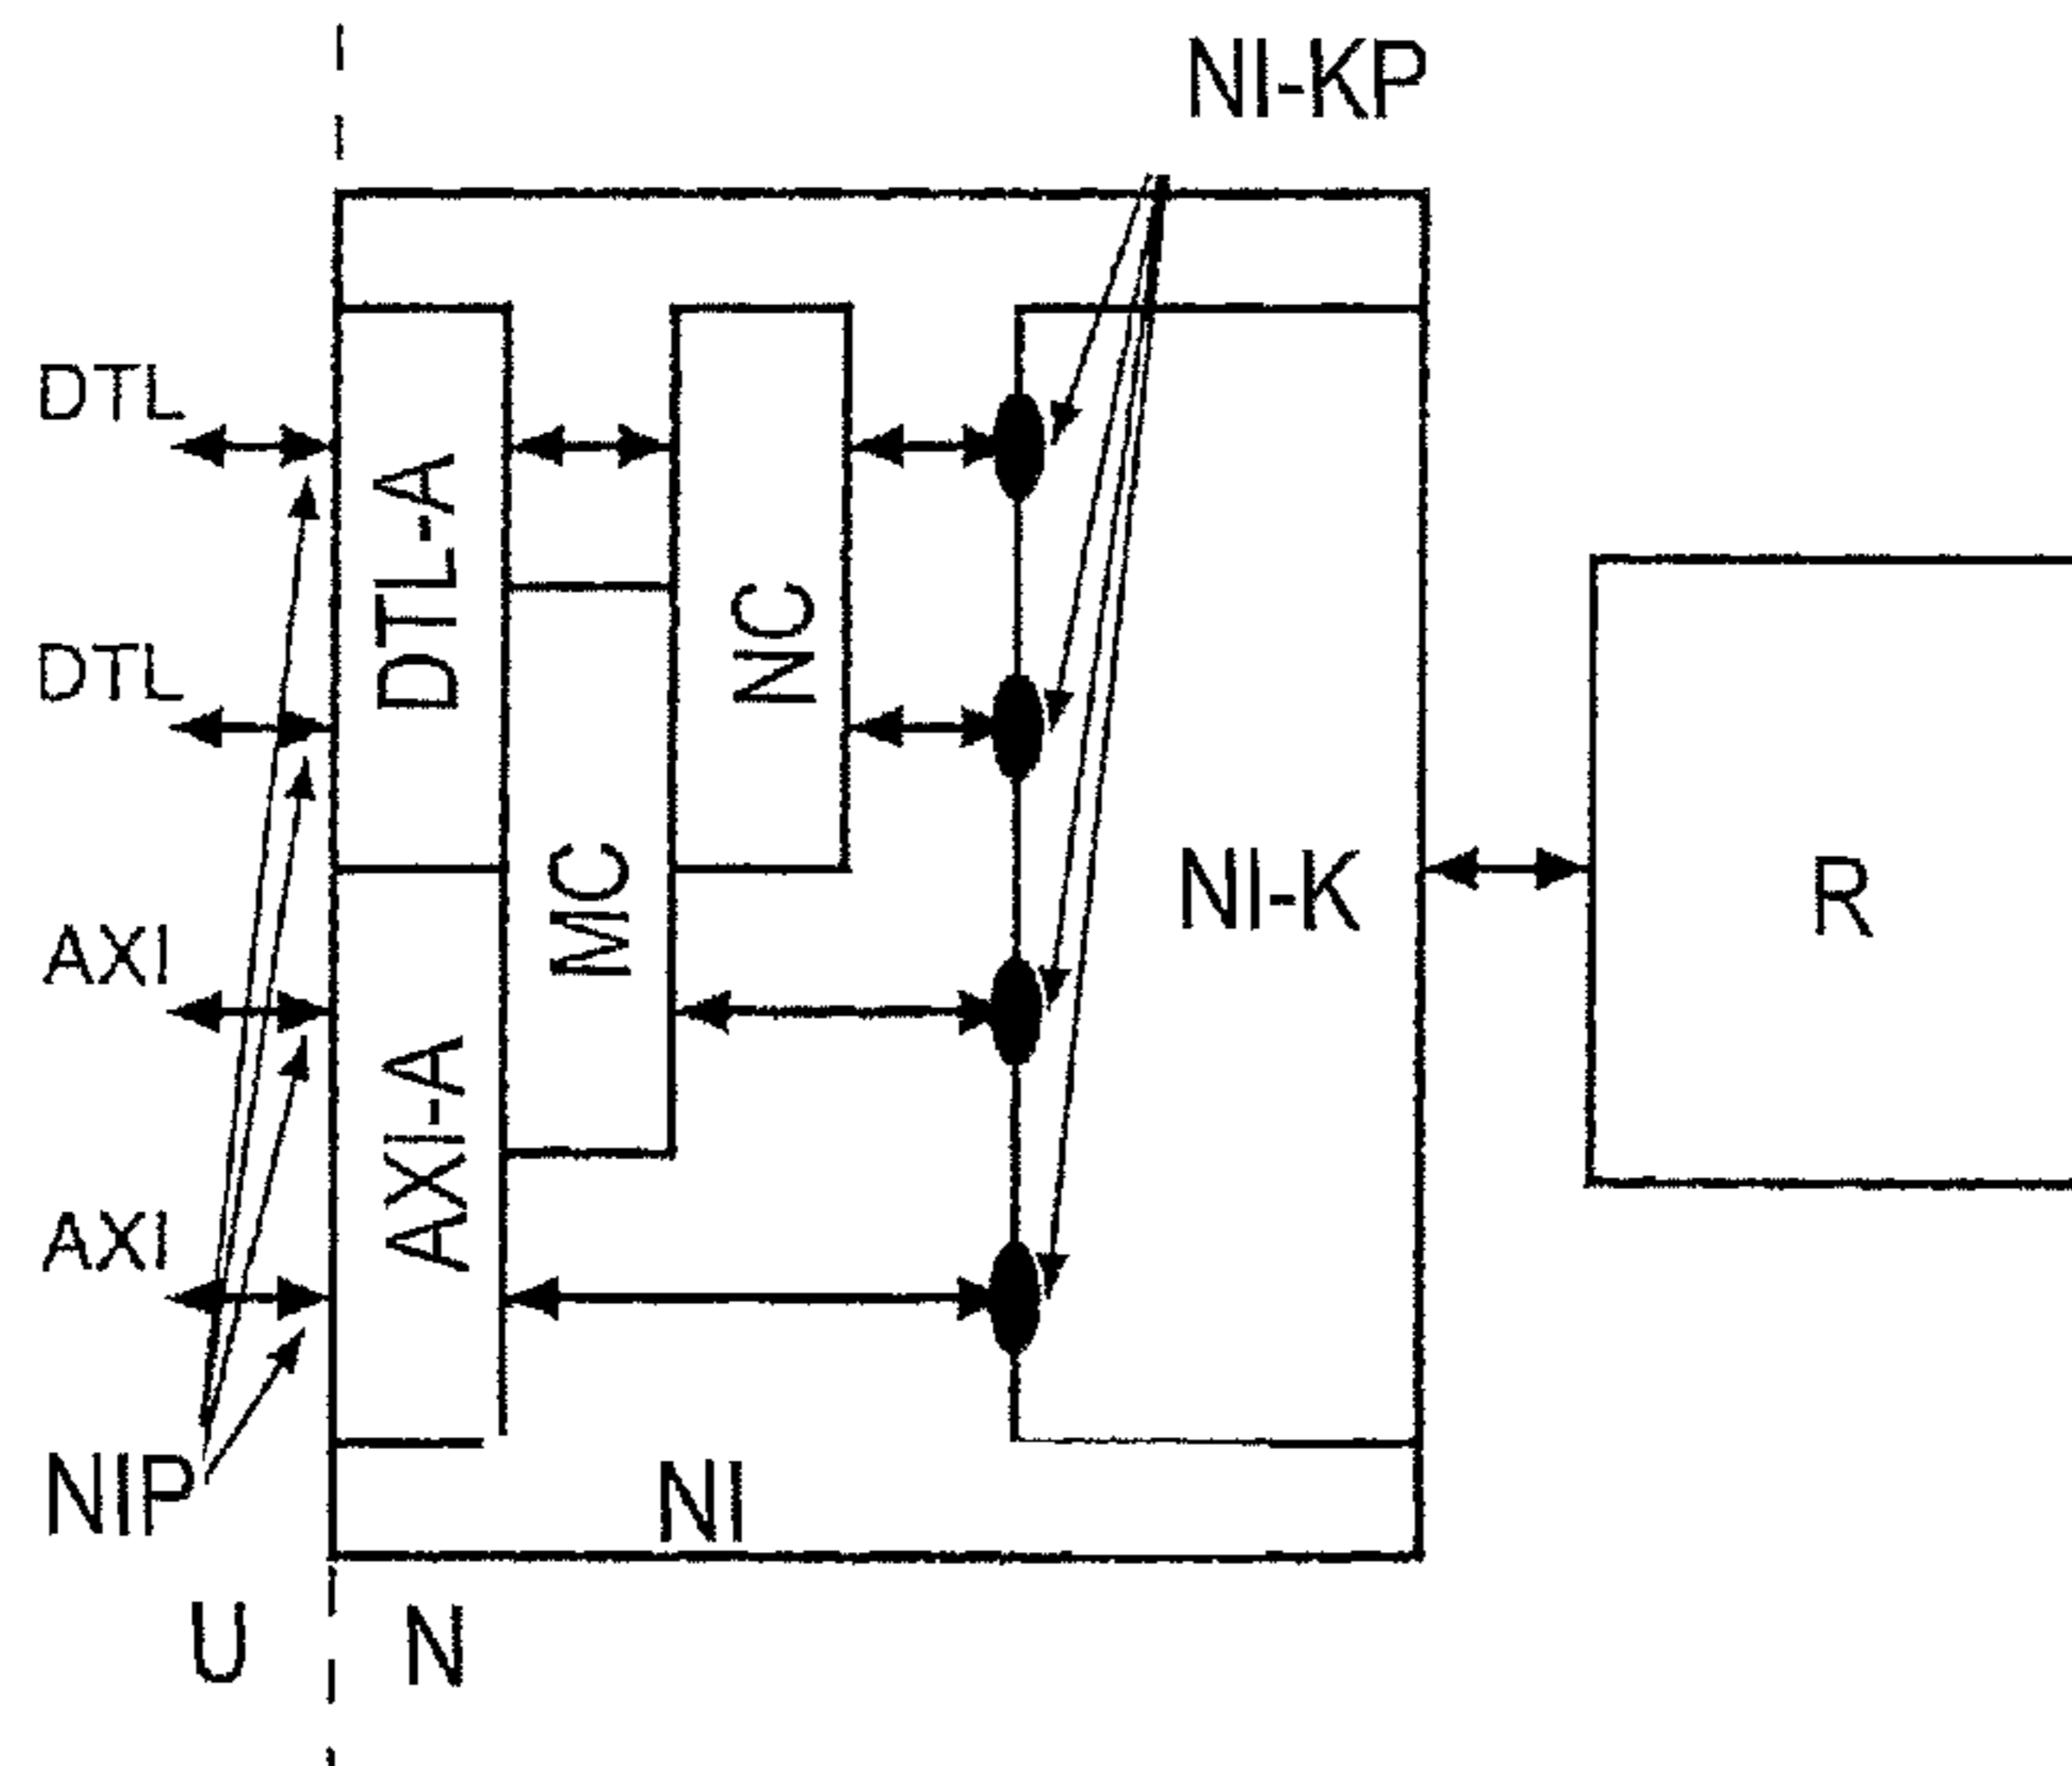 NI-KP
DTL
DTL-A
NC
DTL
MC
NI-K
R
AXI
AXI-A
AXI
NIP
NI
U
N